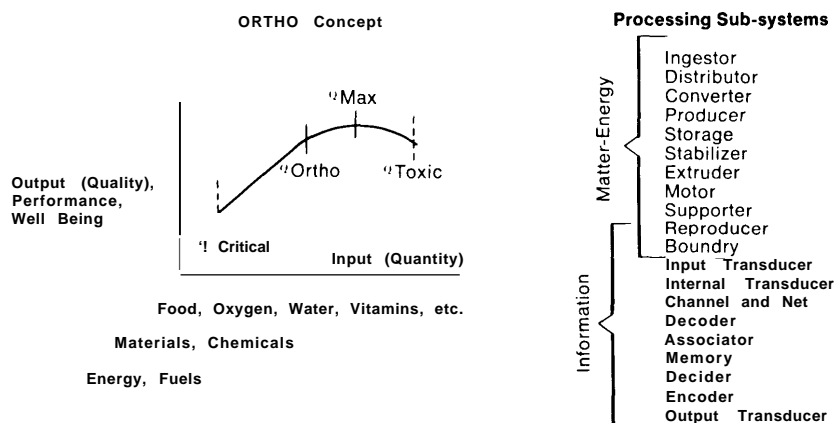 ORTHO Concept
QMax
QOrtho
QToxic
Output (Quality),
Performance,
Well Being
'! Critical
Input (Quantity)
Food, Oxygen, Water, Vitamins, etc.
Materials, Chemicals
Energy, Fuels
Processing Sub-systems
Matter-Energy
Ingestor
Distributor
Converter
Producer
Storage
Stabilizer
Extruder
Motor
Supporter
Reproducer
Boundry
Information
Input Transducer
Internal Transducer
Channel and Net
Decoder
Associator
Memory
Decider
Encoder
Output Transducer